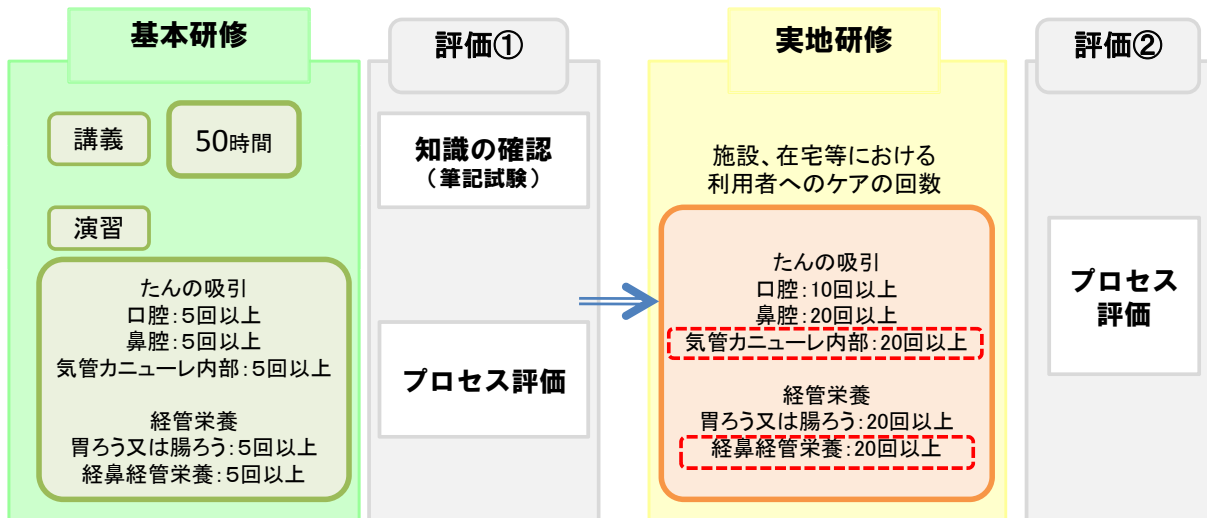 基本研修
講義
50時間
演習
たんの吸引
口腔：5回以上
鼻腔：5回以上
気管カニューレ内部：５回以上
経管栄養
胃ろう又は腸ろう：5回以上
経鼻経管栄養：5回以上
評価①
知識の確認
（筆記試験）
プロセス評価
実地研修
施設、在宅等における
利用者へのケアの回数
たんの吸引
口腔：10回以上
鼻腔：20回以上
気管カニューレ内部：20回以上
経管栄養
胃ろう又は腸ろう：20回以上
経鼻経管栄養：20回以上
評価②
プロセス
評価